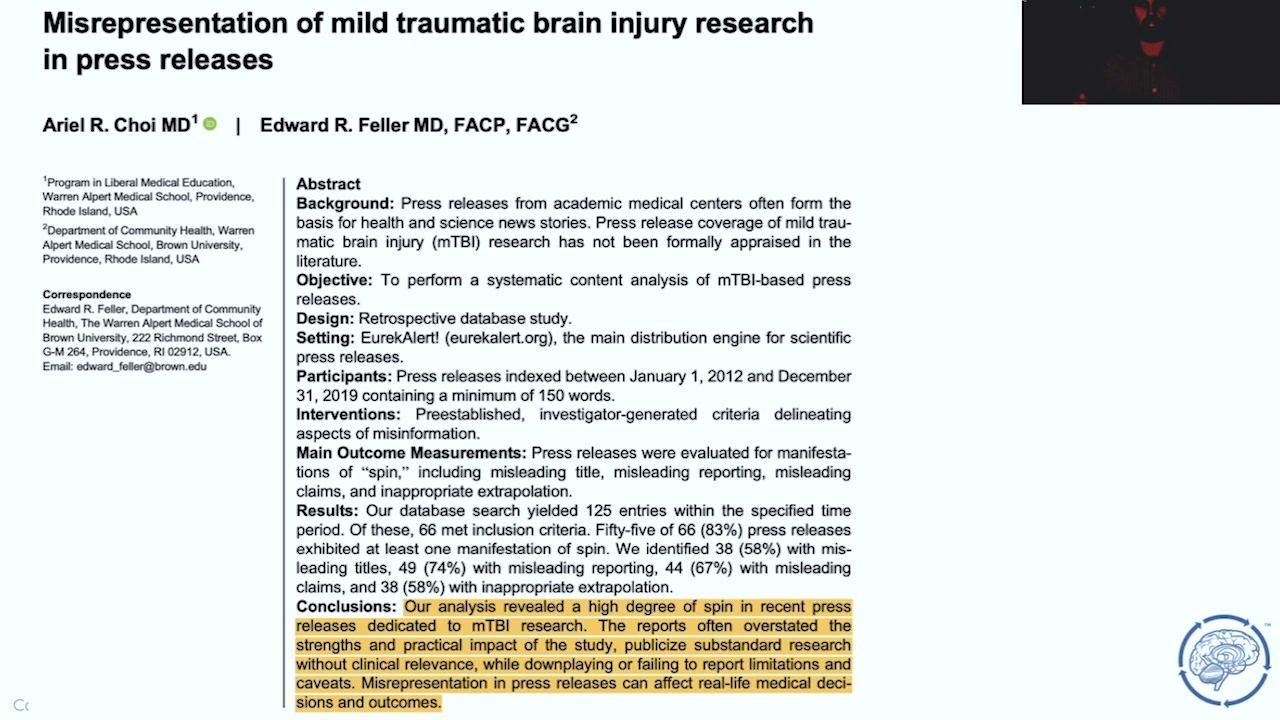 Misrepresentation of mild traumatic brain injury research
in press releases
Ariel R. Choi MD1 iD | Edward R. Feller MD, FACP, FACG2
1Program in Liberal Medical Education,
Warren Alpert Medical School, Providence,
Rhode Island, USA
2Department of Community Health, Warren
Alpert Medical School, Brown University,
Providence, Rhode Island, USA
Correspondence
Edward R. Feller, Department of Community
Health, The Warren Alpert Medical School of
Brown University, 222 Richmond Street, Box
G-M 264, Providence, RI 02912, USA.
Email: edward_feller@brown.edu
Abstract
Background: Press releases from academic medical centers often form the
basis for health and science news stories. Press release coverage of mild trau-
matic brain injury (mTBI) research has not been formally appraised in the
literature.
Objective: To perform a systematic content analysis of mTBI-based press
releases.
Design: Retrospective database study.
Setting: EurekAlert! (eurekalert.org), the main distribution engine for scientific
press releases.
Participants: Press releases indexed between January 1, 2012 and December
31, 2019 containing a minimum of 150 words.
Interventions: Preestablished, investigator-generated criteria delineating
aspects of misinformation.
Main Outcome Measurements: Press releases were evaluated for manifesta-
tions of “spin,” including misleading title, misleading reporting, misleading
claims, and inappropriate extrapolation.
Results: Our database search yielded 125 entries within the specified time
period. Of these, 66 met inclusion criteria. Fifty-five of 66 (83%) press releases
exhibited at least one manifestation of spin. We identified 38 (58%) with mis-
leading titles, 49 (74%) with misleading reporting, 44 (67%) with misleading
claims, and 38 (58%) with inappropriate extrapolation.
Conclusions: Our analysis revealed a high degree of spin in recent press
releases dedicated to mTBI research. The reports often overstated the
strengths and practical impact of the study, publicize substandard research
without clinical relevance, while downplaying or failing to report limitations and
caveats. Misrepresentation in press releases can affect real-life medical deci-
sions and outcomes.
TM